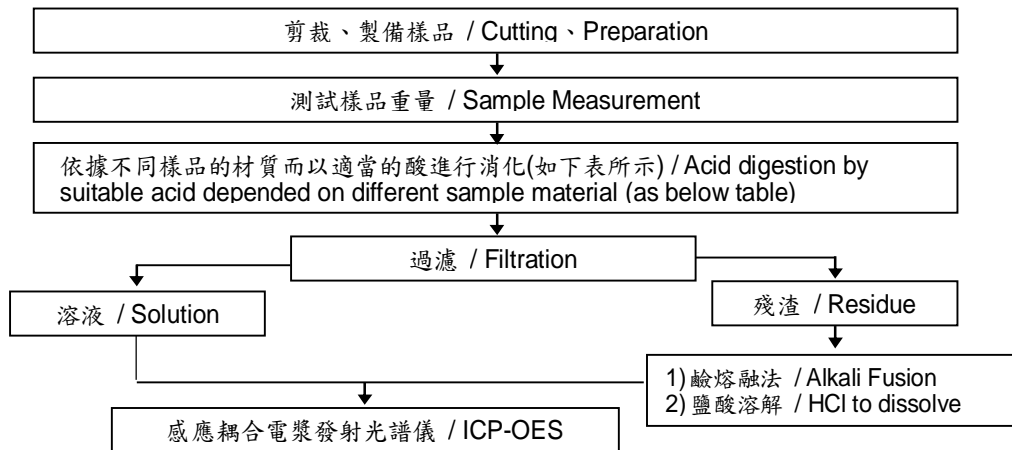 剪裁、製備樣品 / Cutting、Preparation
測試樣品重量 / Sample Measurement
依據不同樣品的材質而以適當的酸進行消化(如下表所示) / Acid digestion by
suitable acid depended on different sample material (as below table)
過濾 / Filtration
溶液 / Solution
殘渣 / Residue
1) 鹼熔融法 / Alkali Fusion
2) 鹽酸溶解 / HCl to dissolve
感應耦合電漿發射光譜儀 / ICP-OES